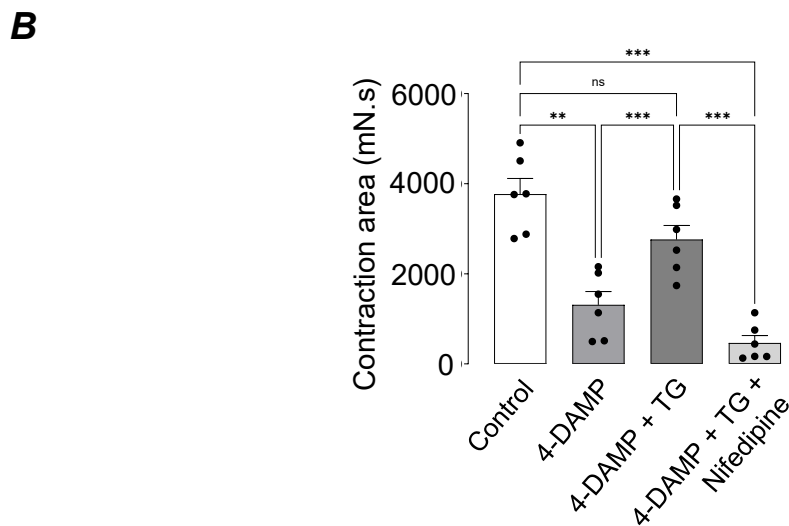 B
***
ns
** *** ***
Contraction area (mN.s)
6000
4000
2000
0
Control
4-DAMP
4-DAMP + TG
4-DAMP + TG +
Nifedipine